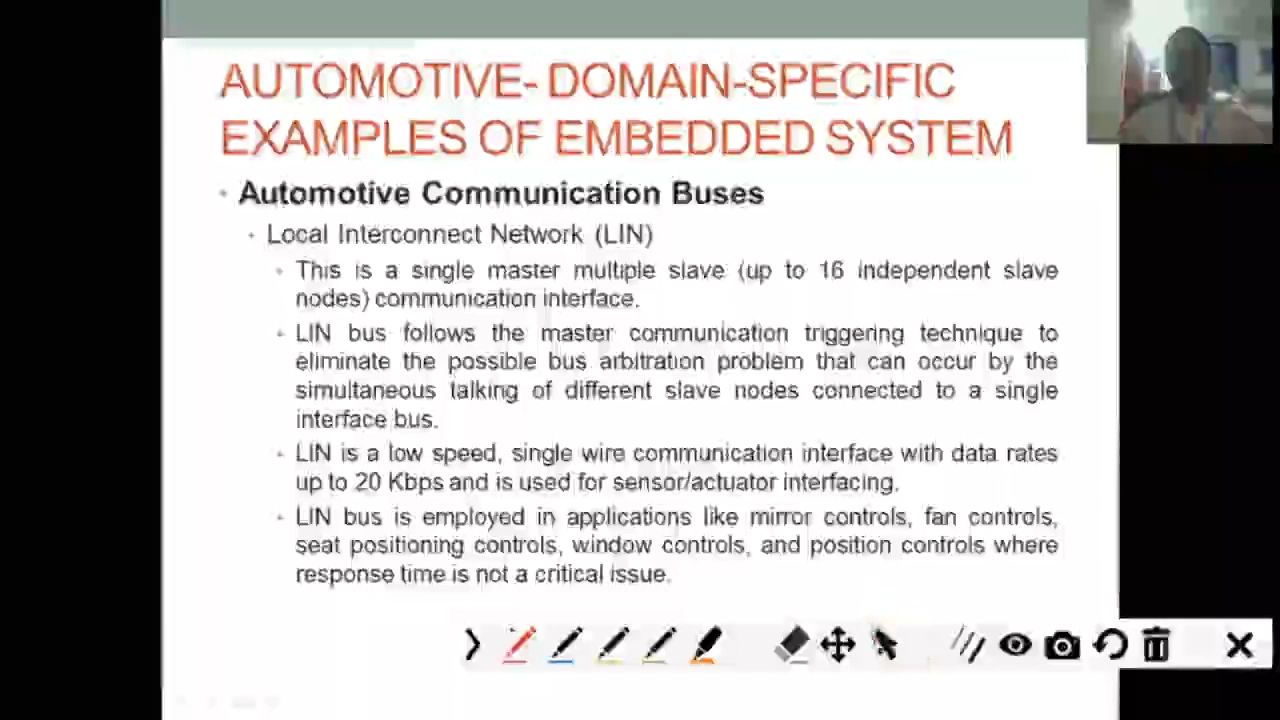 AUTOMOTIVE- DOMAIN-SPECIFIC
EXAMPLES OF EMBEDDED SYSTEM
• Automotive Communication Buses
• Local Interconnect Network (LIN)
• This is a single master multiple slave (up to 16 independent slave
nodes) communication interface.
• LIN bus follows the master communication triggering technique to
eliminate the possible bus arbitration problem that can occur by the
simultaneous talking of different slave nodes connected to a single
interface bus.
• LIN is a low speed, single wire communication interface with data rates
up to 20 Kbps and is used for sensor/actuator interfacing.
• LIN bus is employed in applications like mirror controls, fan controls,
seat positioning controls, window controls, and position controls where
response time is not a critical issue.